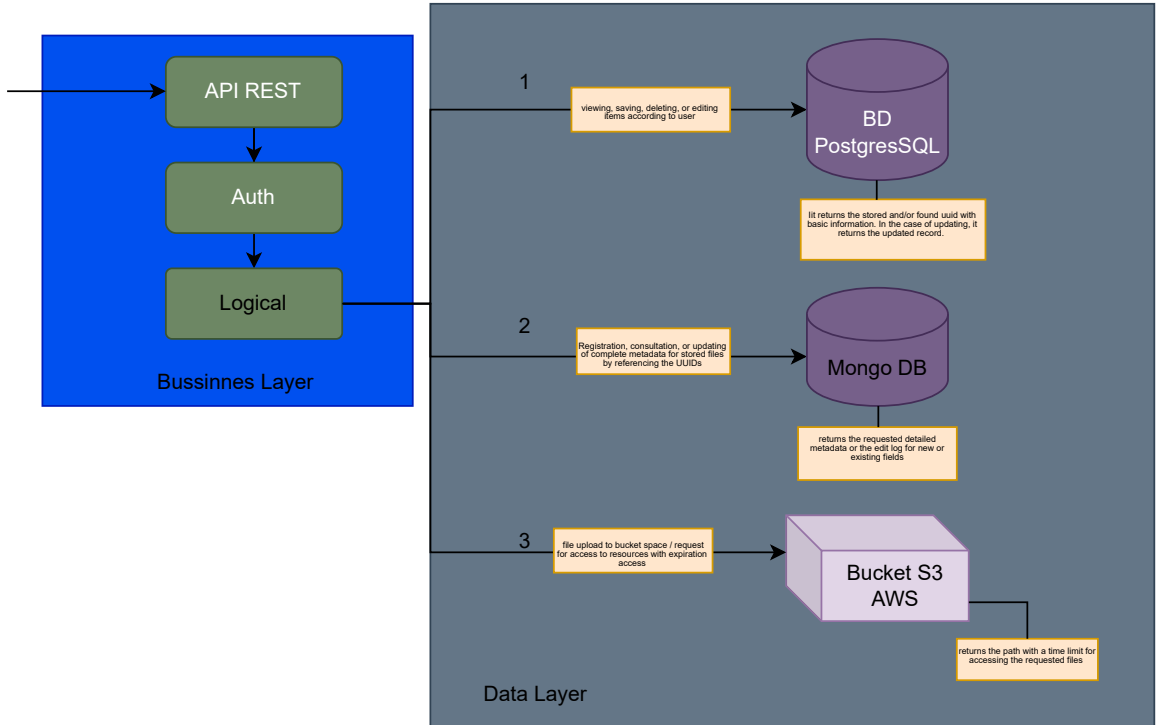 API REST
Auth
Logical
Bussinnes Layer
1
viewing, saving, deleting, or editing
items according to user
BD
PostgresSQL
Iit returns the stored and/or found uuid with
basic information. In the case of updating, it
returns the updated record.
2
Registration, consultation, or updating
of complete metadata for stored files
by referencing the UUIDs
Mongo DB
returns the requested detailed
metadata or the edit log for new or
existing fields
3
file upload to bucket space / request
for access to resources with expiration
access
Bucket S3
AWS
returns the path with a time limit for
accessing the requested files
Data Layer